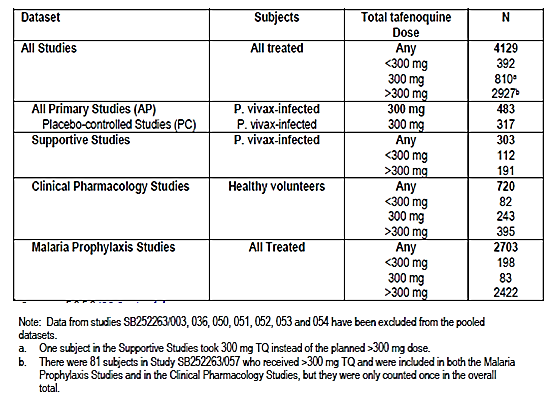 Dataset Subjects Total tafenoquine N
Dose
All Studies All treated Any 4129
<300 mg 392
300 mg 810a
>300 mg 2927b
All Primary Studies (AP) P. vivax-infected 300 mg 483
Placebo-controlled Studies (PC) P. vivax-infected 300 mg 317
Supportive Studies P. vivax-infected Any 303
<300 mg 112
>300 mg 191
Clinical Pharmacology Studies Healthy volunteers Any 720
<300 mg 82
300 mg 243
>300 mg 395
Malaria Prophylaxis Studies All Treated Any 2703
<300 mg 198
300 mg 83
>300 mg 2422
Note: Data from studies SB252263/003, 036, 050, 051, 052, 053 and 054 have been excluded from the pooled
datasets.
a. One subject in the Supportive Studies took 300 mg TQ instead of the planned >300 mg dose.
b. There were 81 subjects in Study SB252263/057 who received >300 mg TQ and were included in both the Malaria
Prophylaxis Studies and in the Clinical Pharmacology Studies, but they were only counted once in the overall
total.